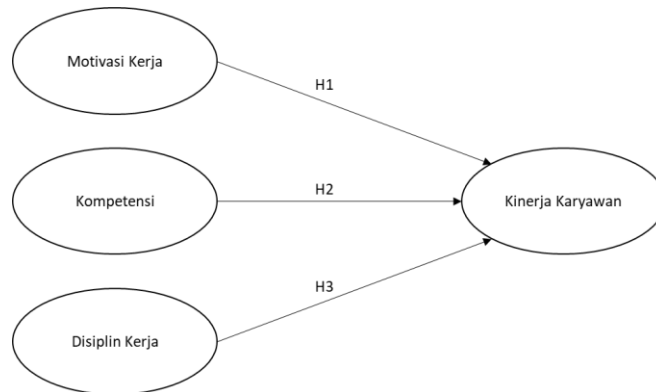 Motivasi Kerja
H1
Kompetensi
H2
Kinerja Karyawan
H3
Disiplin Kerja